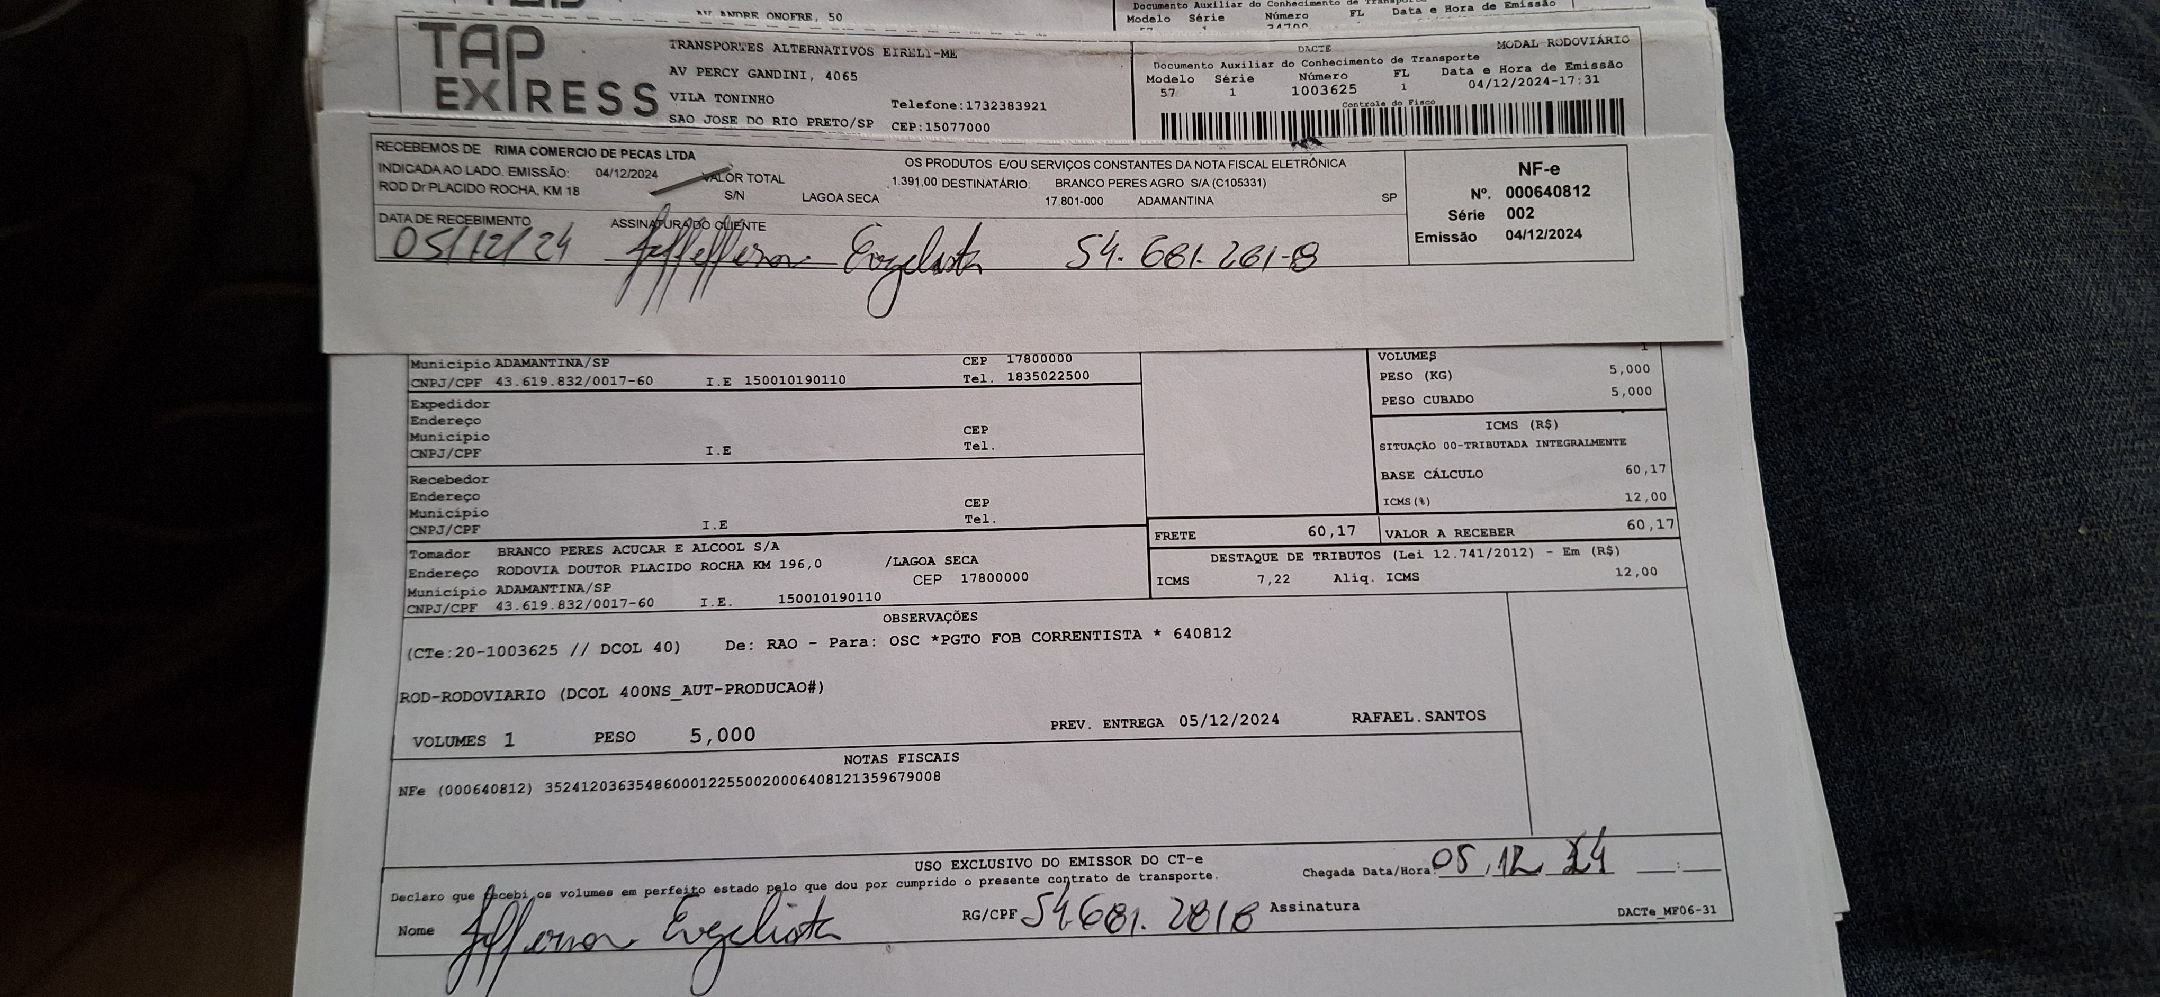 AV ANDRE ONOFRE, 50
Documento Auxiliar do Conhecimento de Transporte
Modelo Série Número FL Data e Hora de Emissão
TAP EXPRESS
TRANSPORTES ALTERNATIVOS EIRELI-ME
AV PERCY GANDINI, 4065
VILA TONINHO Telefone:1732383921
SAO JOSE DO RIO PRETO/SP CEP:15077000
DACTE MODAL RODOVIÁRIO
Documento Auxiliar do Conhecimento de Transporte
Modelo Série Número FL Data e Hora de Emissão
57 1 1003625 1 04/12/2024-17:31
Controle do Fisco
RECEBEMOS DE RIMA COMERCIO DE PECAS LTDA OS PRODUTOS E/OU SERVIÇOS CONSTANTES DA NOTA FISCAL ELETRÔNICA
INDICADA AO LADO. EMISSÃO: 04/12/2024 VALOR TOTAL 1.391,00 DESTINATÁRIO: BRANCO PERES AGRO S/A (C105331)
ROD Dr PLACIDO ROCHA, KM 18 S/N LAGOA SECA 17.801-000 ADAMANTINA SP
DATA DE RECEBIMENTO ASSINATURA DO CLIENTE
05/12/24 Jefferson Evgelista 54.681.281-8
NF-e
Nº. 000640812
Série 002
Emissão 04/12/2024
Município ADAMANTINA/SP CEP 17800000
CNPJ/CPF 43.619.832/0017-60 I.E 150010190110 Tel. 1835022500
Expedidor
Endereço
Município CEP
CNPJ/CPF I.E Tel.
Recebedor
Endereço
Município CEP
CNPJ/CPF I.E Tel.
Tomador BRANCO PERES ACUCAR E ALCOOL S/A
Endereço RODOVIA DOUTOR PLACIDO ROCHA KM 196,0 /LAGOA SECA
Município ADAMANTINA/SP CEP 17800000
CNPJ/CPF 43.619.832/0017-60 I.E. 150010190110
VOLUMES 1
PESO (KG) 5,000
PESO CUBADO 5,000
ICMS (R$)
SITUAÇÃO 00-TRIBUTADA INTEGRALMENTE
BASE CÁLCULO 60,17
ICMS(%) 12,00
FRETE 60,17 VALOR A RECEBER 60,17
DESTAQUE DE TRIBUTOS (Lei 12.741/2012) - Em (R$)
ICMS 7,22 Aliq. ICMS 12,00
OBSERVAÇÕES
(CTe:20-1003625 // DCOL 40) De: RAO - Para: OSC *PGTO FOB CORRENTISTA * 640812
ROD-RODOVIARIO (DCOL 400NS_AUT-PRODUCAO#)
VOLUMES 1 PESO 5,000 PREV. ENTREGA 05/12/2024 RAFAEL.SANTOS
NOTAS FISCAIS
NFe (000640812) 35241203635486000122550020006408121359679008
USO EXCLUSIVO DO EMISSOR DO CT-e
Declaro que recebi os volumes em perfeito estado pelo que dou por cumprido o presente contrato de transporte.
Chegada Data/Hora: 05,12 24 :
Nome Jefferson Evgelista RG/CPF 54.681.2818 Assinatura
DACTe_MF06-31